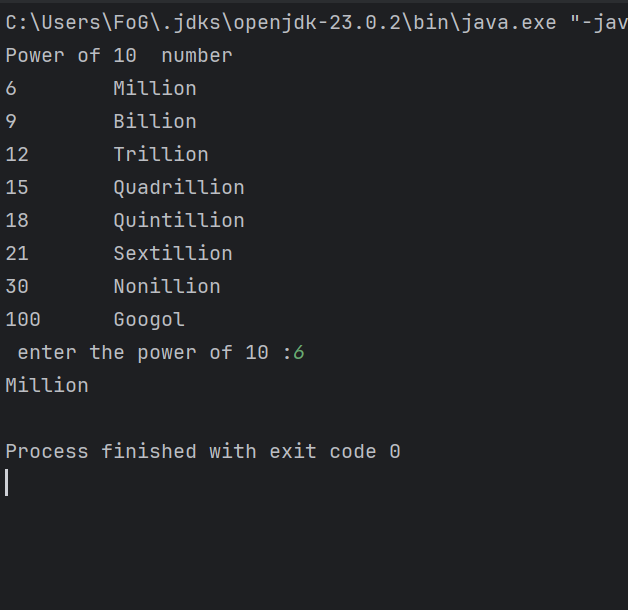 C:\Users\FoG\.jdks\openjdk-23.0.2\bin\java.exe "-jav
Power of 10  number
6        Million
9        Billion
12       Trillion
15       Quadrillion
18       Quintillion
21       Sextillion
30       Nonillion
100      Googol
 enter the power of 10 :6
Million
Process finished with exit code 0